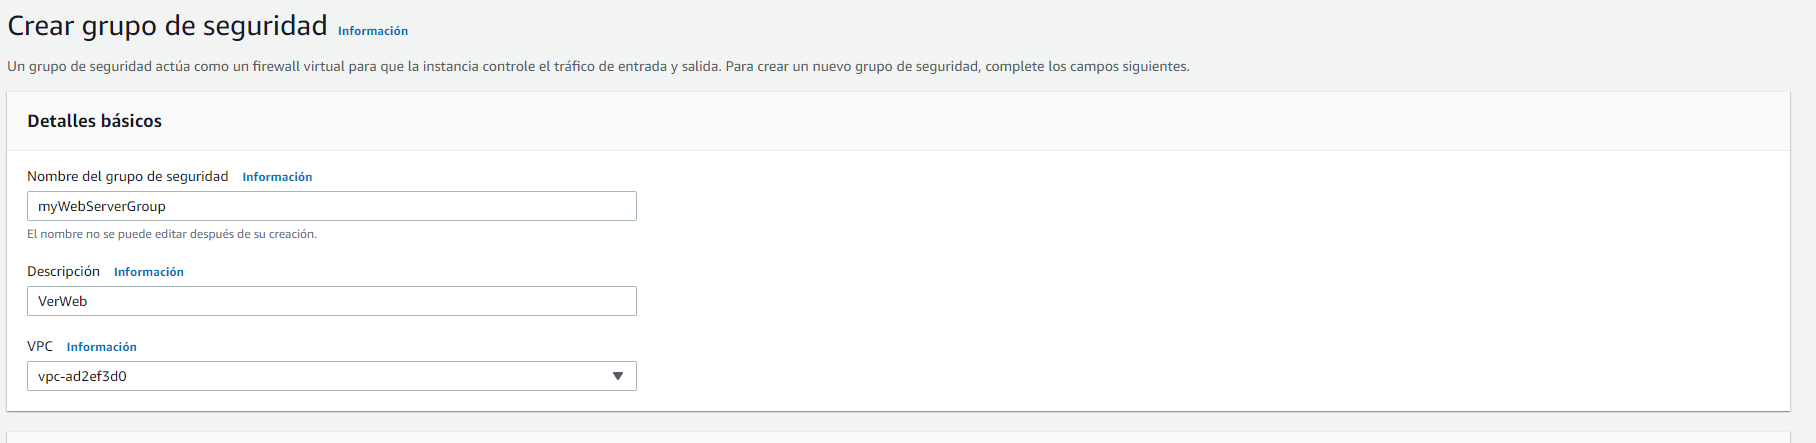 Crear grupo de seguridad Información
Un grupo de seguridad actúa como un firewall virtual para que la instancia controle el tráfico de entrada y salida. Para crear un nuevo grupo de seguridad, complete los campos siguientes.
Detalles básicos
Nombre del grupo de seguridad Información
myWebServerGroup
El nombre no se puede editar después de su creación.
Descripción Información
VerWeb
VPC Información
vpc-ad2ef3d0